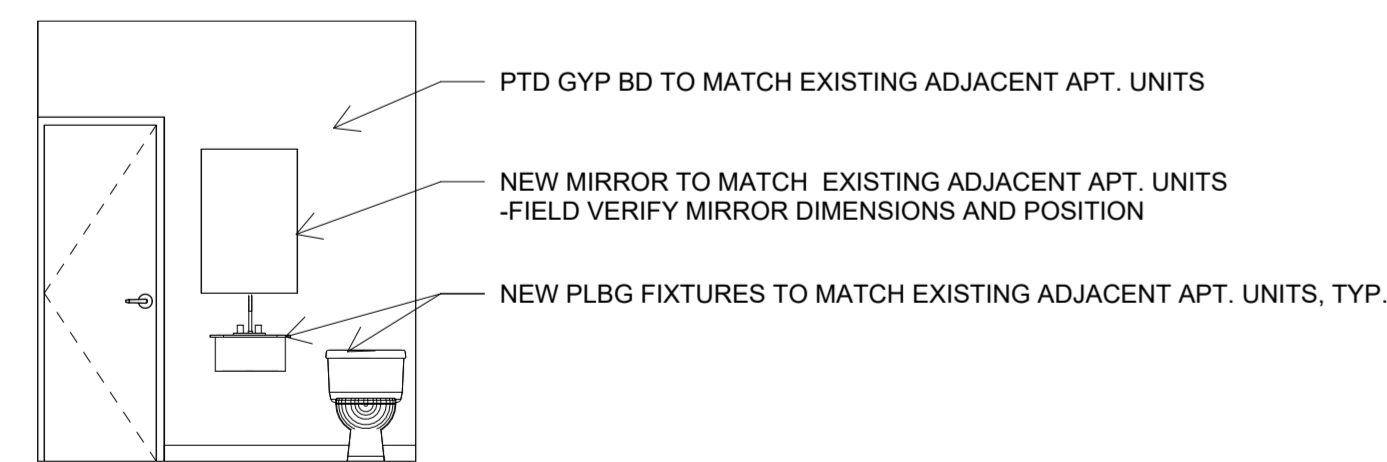 PTD GYP BD TO MATCH EXISTING ADJACENT APT. UNITS
NEW MIRROR TO MATCH EXISTING ADJACENT APT. UNITS
-FIELD VERIFY MIRROR DIMENSIONS AND POSITION
NEW PLBG FIXTURES TO MATCH EXISTING ADJACENT APT. UNITS, TYP.